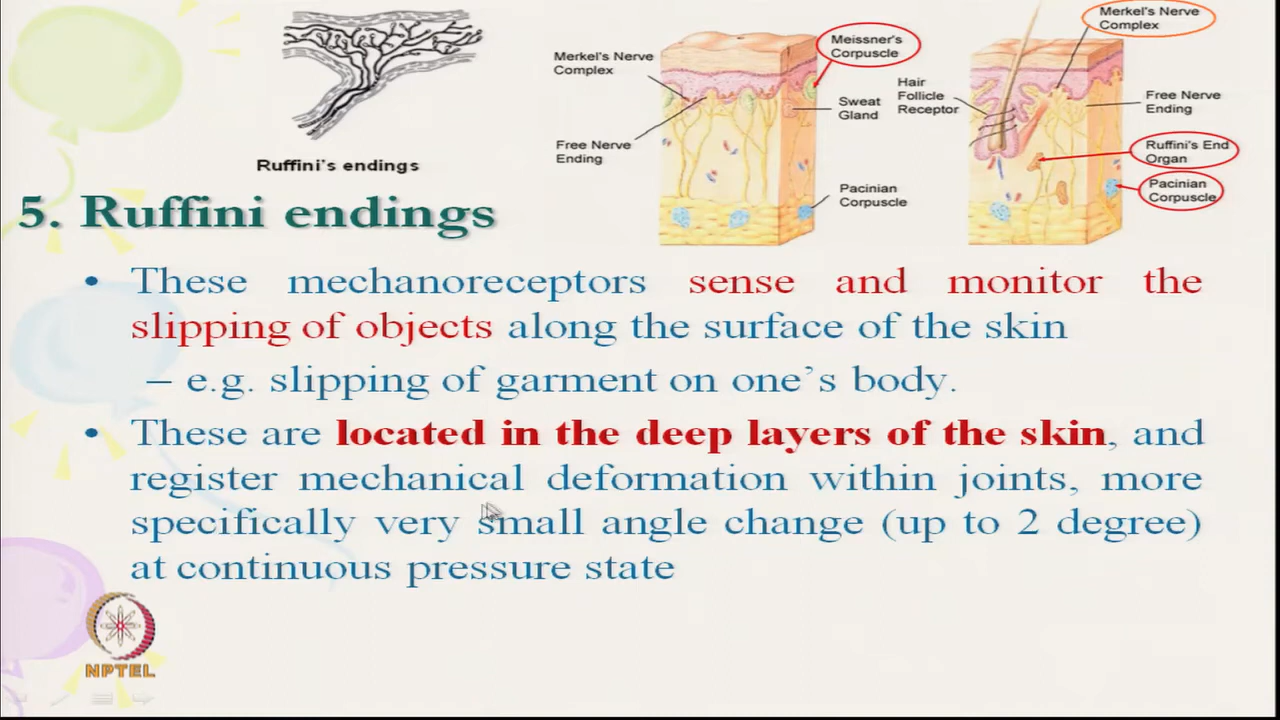 Ruffini's endings
Merkel's Nerve
Complex
Free Nerve
Ending
Meissner's
Corpuscle
Sweat
Gland
Pacinian
Corpuscle
Hair
Follicle
Receptor
Merkel's Nerve
Complex
Free Nerve
Ending
Ruffini's End
Organ
Pacinian
Corpuscle
5. Ruffini endings
• These mechanoreceptors sense and monitor the
slipping of objects along the surface of the skin
– e.g. slipping of garment on one's body.
• These are located in the deep layers of the skin, and
register mechanical deformation within joints, more
specifically very small angle change (up to 2 degree)
at continuous pressure state
NPTEL